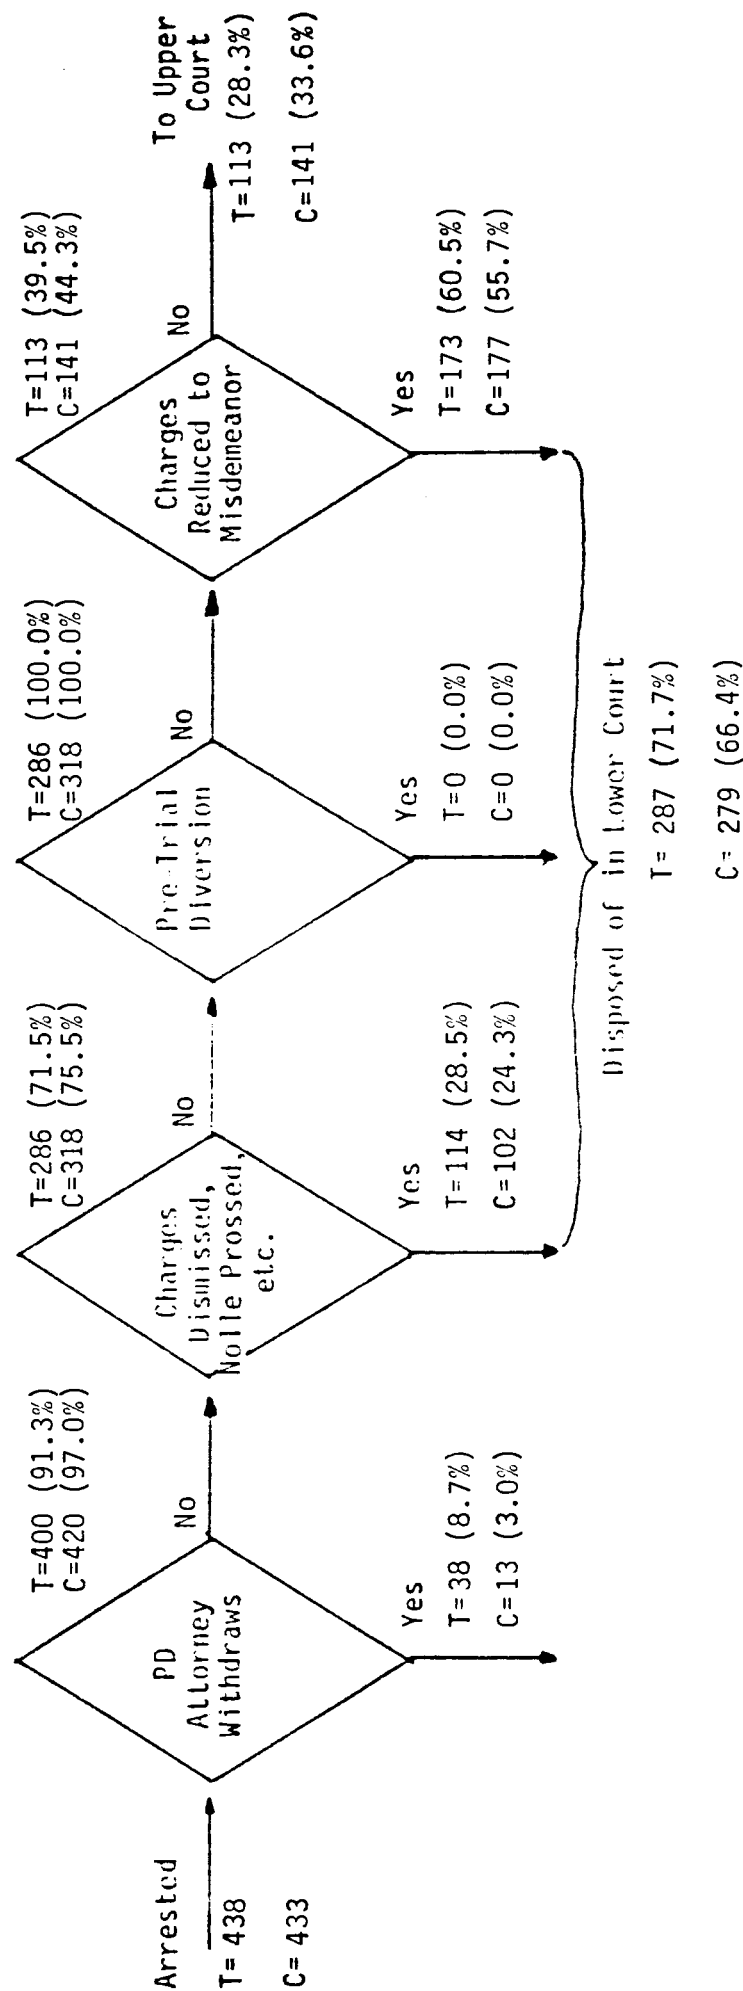 Arrested
T= 438
C= 433
PD
Attorney
Withdraws
T=400 (91.3%)
C=420 (97.0%)
No
Yes
T=38 (8.7%)
C=13 (3.0%)
Charges
Dismissed,
Nolle Prossed,
etc.
T=286 (71.5%)
C=318 (75.5%)
No
Yes
T=114 (28.5%)
C=102 (24.3%)
Pre-Trial
Diversion
T=286 (100.0%)
C=318 (100.0%)
No
Yes
T=0 (0.0%)
C=0 (0.0%)
Charges
Reduced to
Misdemeanor
T=113 (39.5%)
C=141 (44.3%)
No
Yes
T=173 (60.5%)
C=177 (55.7%)
To Upper
Court
T=113 (28.3%)
C=141 (33.6%)
Disposed of in Lower Court
T= 287 (71.7%)
C= 279 (66.4%)